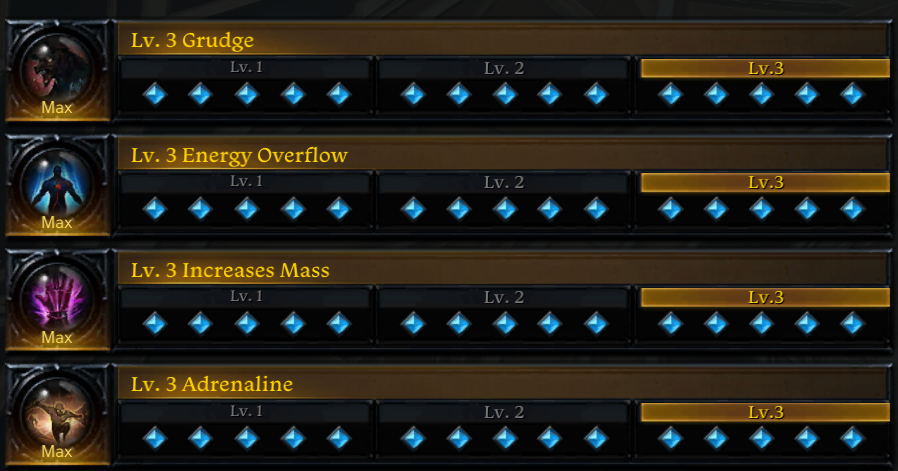 Lv. 3 Grudge
Lv. 1 Lv. 2 Lv.3
Max
Lv. 3 Energy Overflow
Lv. 1 Lv. 2 Lv.3
Max
Lv. 3 Increases Mass
Lv. 1 Lv. 2 Lv.3
Max
Lv. 3 Adrenaline
Lv. 1 Lv. 2 Lv.3
Max